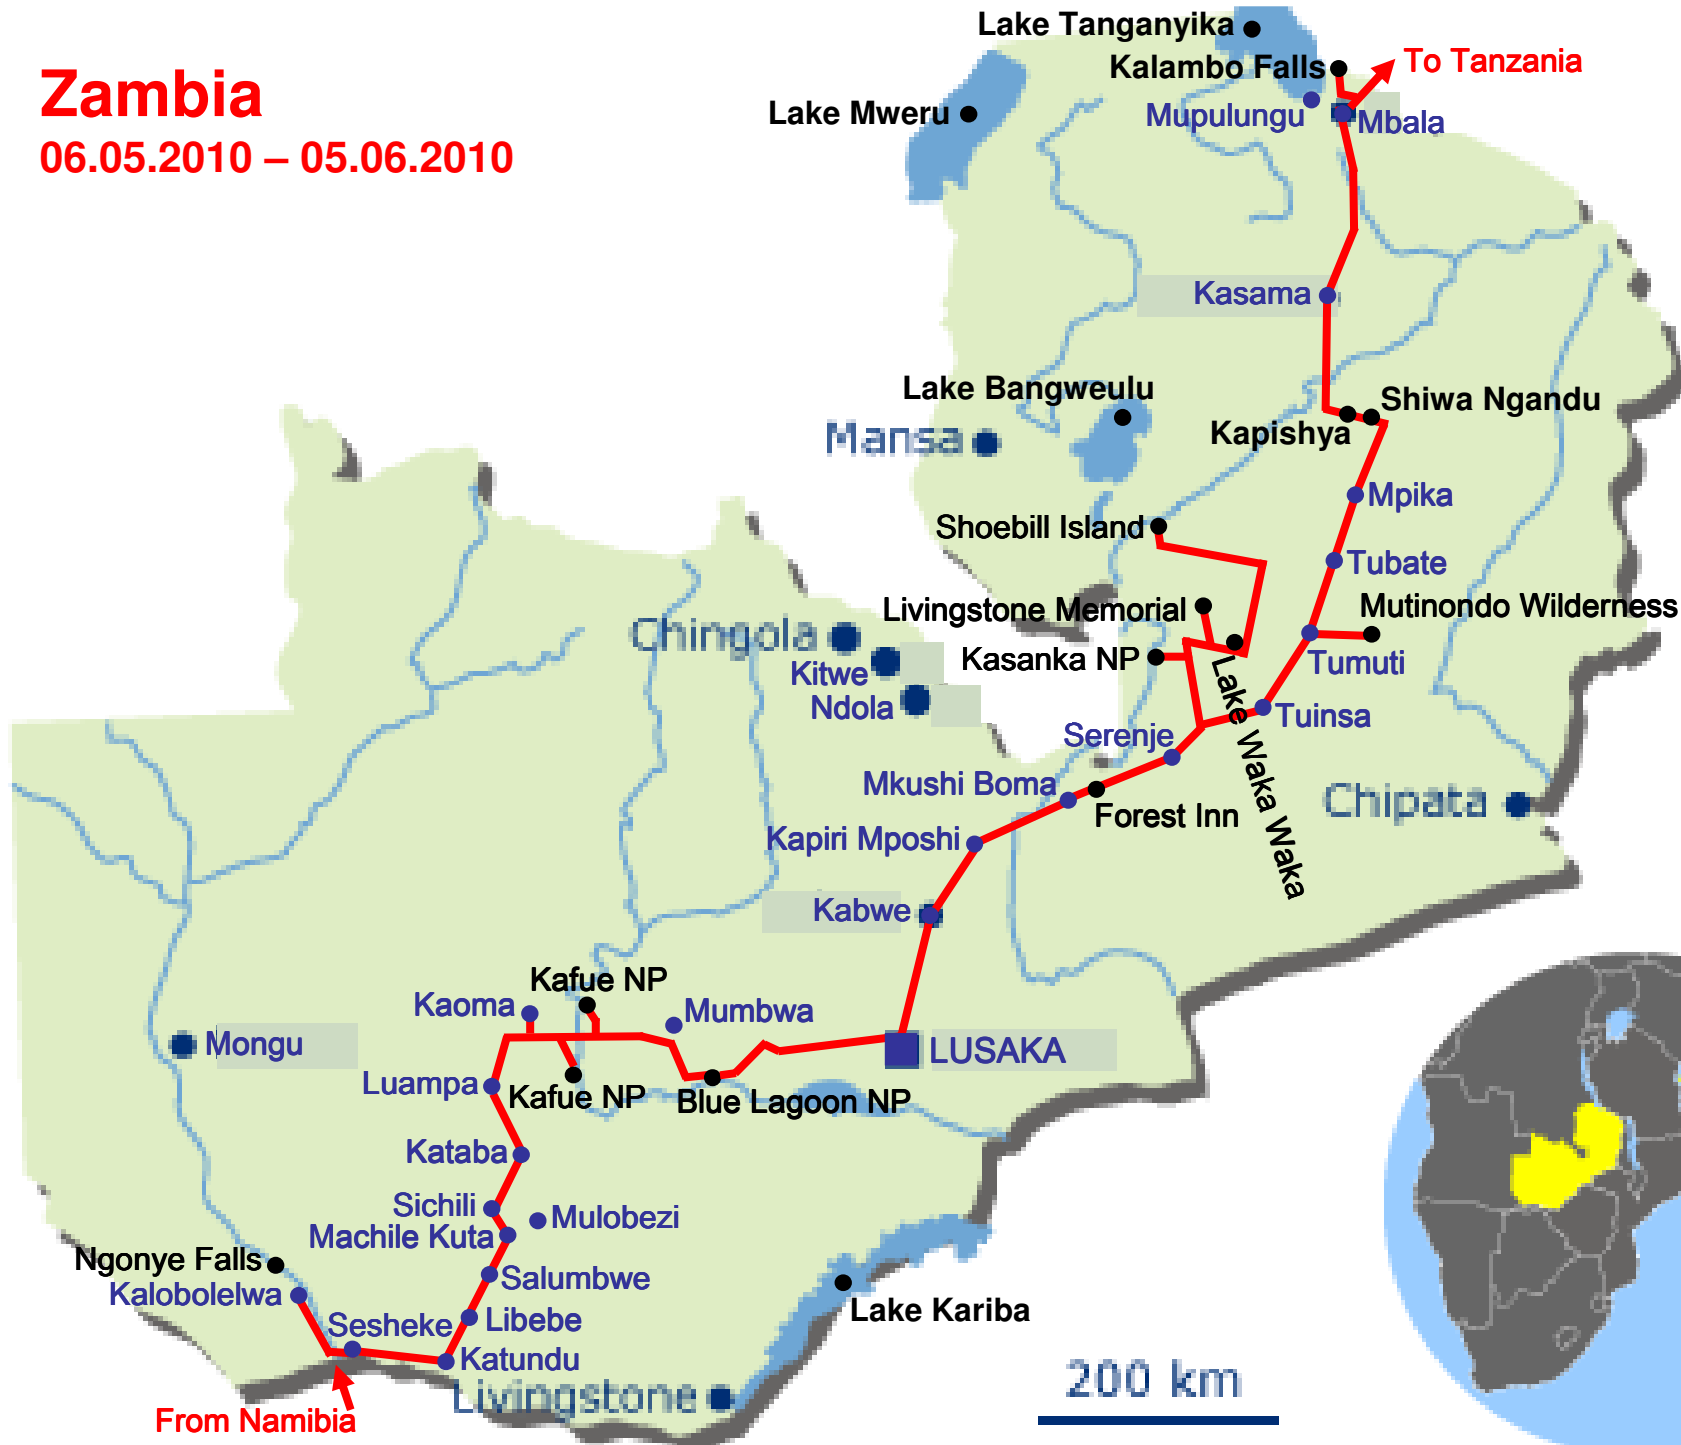 Zambia
06.05.2010 – 05.06.2010
Lake Tanganyika
Kalambo Falls
To Tanzania
Lake Mweru
Mupulungu
Mbala
Kasama
Lake Bangweulu
Shiwa Ngandu
Kapishya
Mansa
Mpika
Shoebill Island
Tubate
Livingstone Memorial
Mutinondo Wilderness
Chingola
Kasanka NP
Tumuti
Kitwe
Ndola
Lake Waka Waka
Tuinsa
Serenje
Mkushi Boma
Forest Inn
Chipata
Kapiri Mposhi
Kabwe
Kafue NP
Kaoma
Mumbwa
Mongu
LUSAKA
Luampa
Kafue NP
Blue Lagoon NP
Kataba
Sichili
Mulobezi
Machile Kuta
Ngonye Falls
Salumbwe
Kalobolelwa
Lake Kariba
Sesheke
Libebe
Katundu
Livingstone
200 km
From Namibia